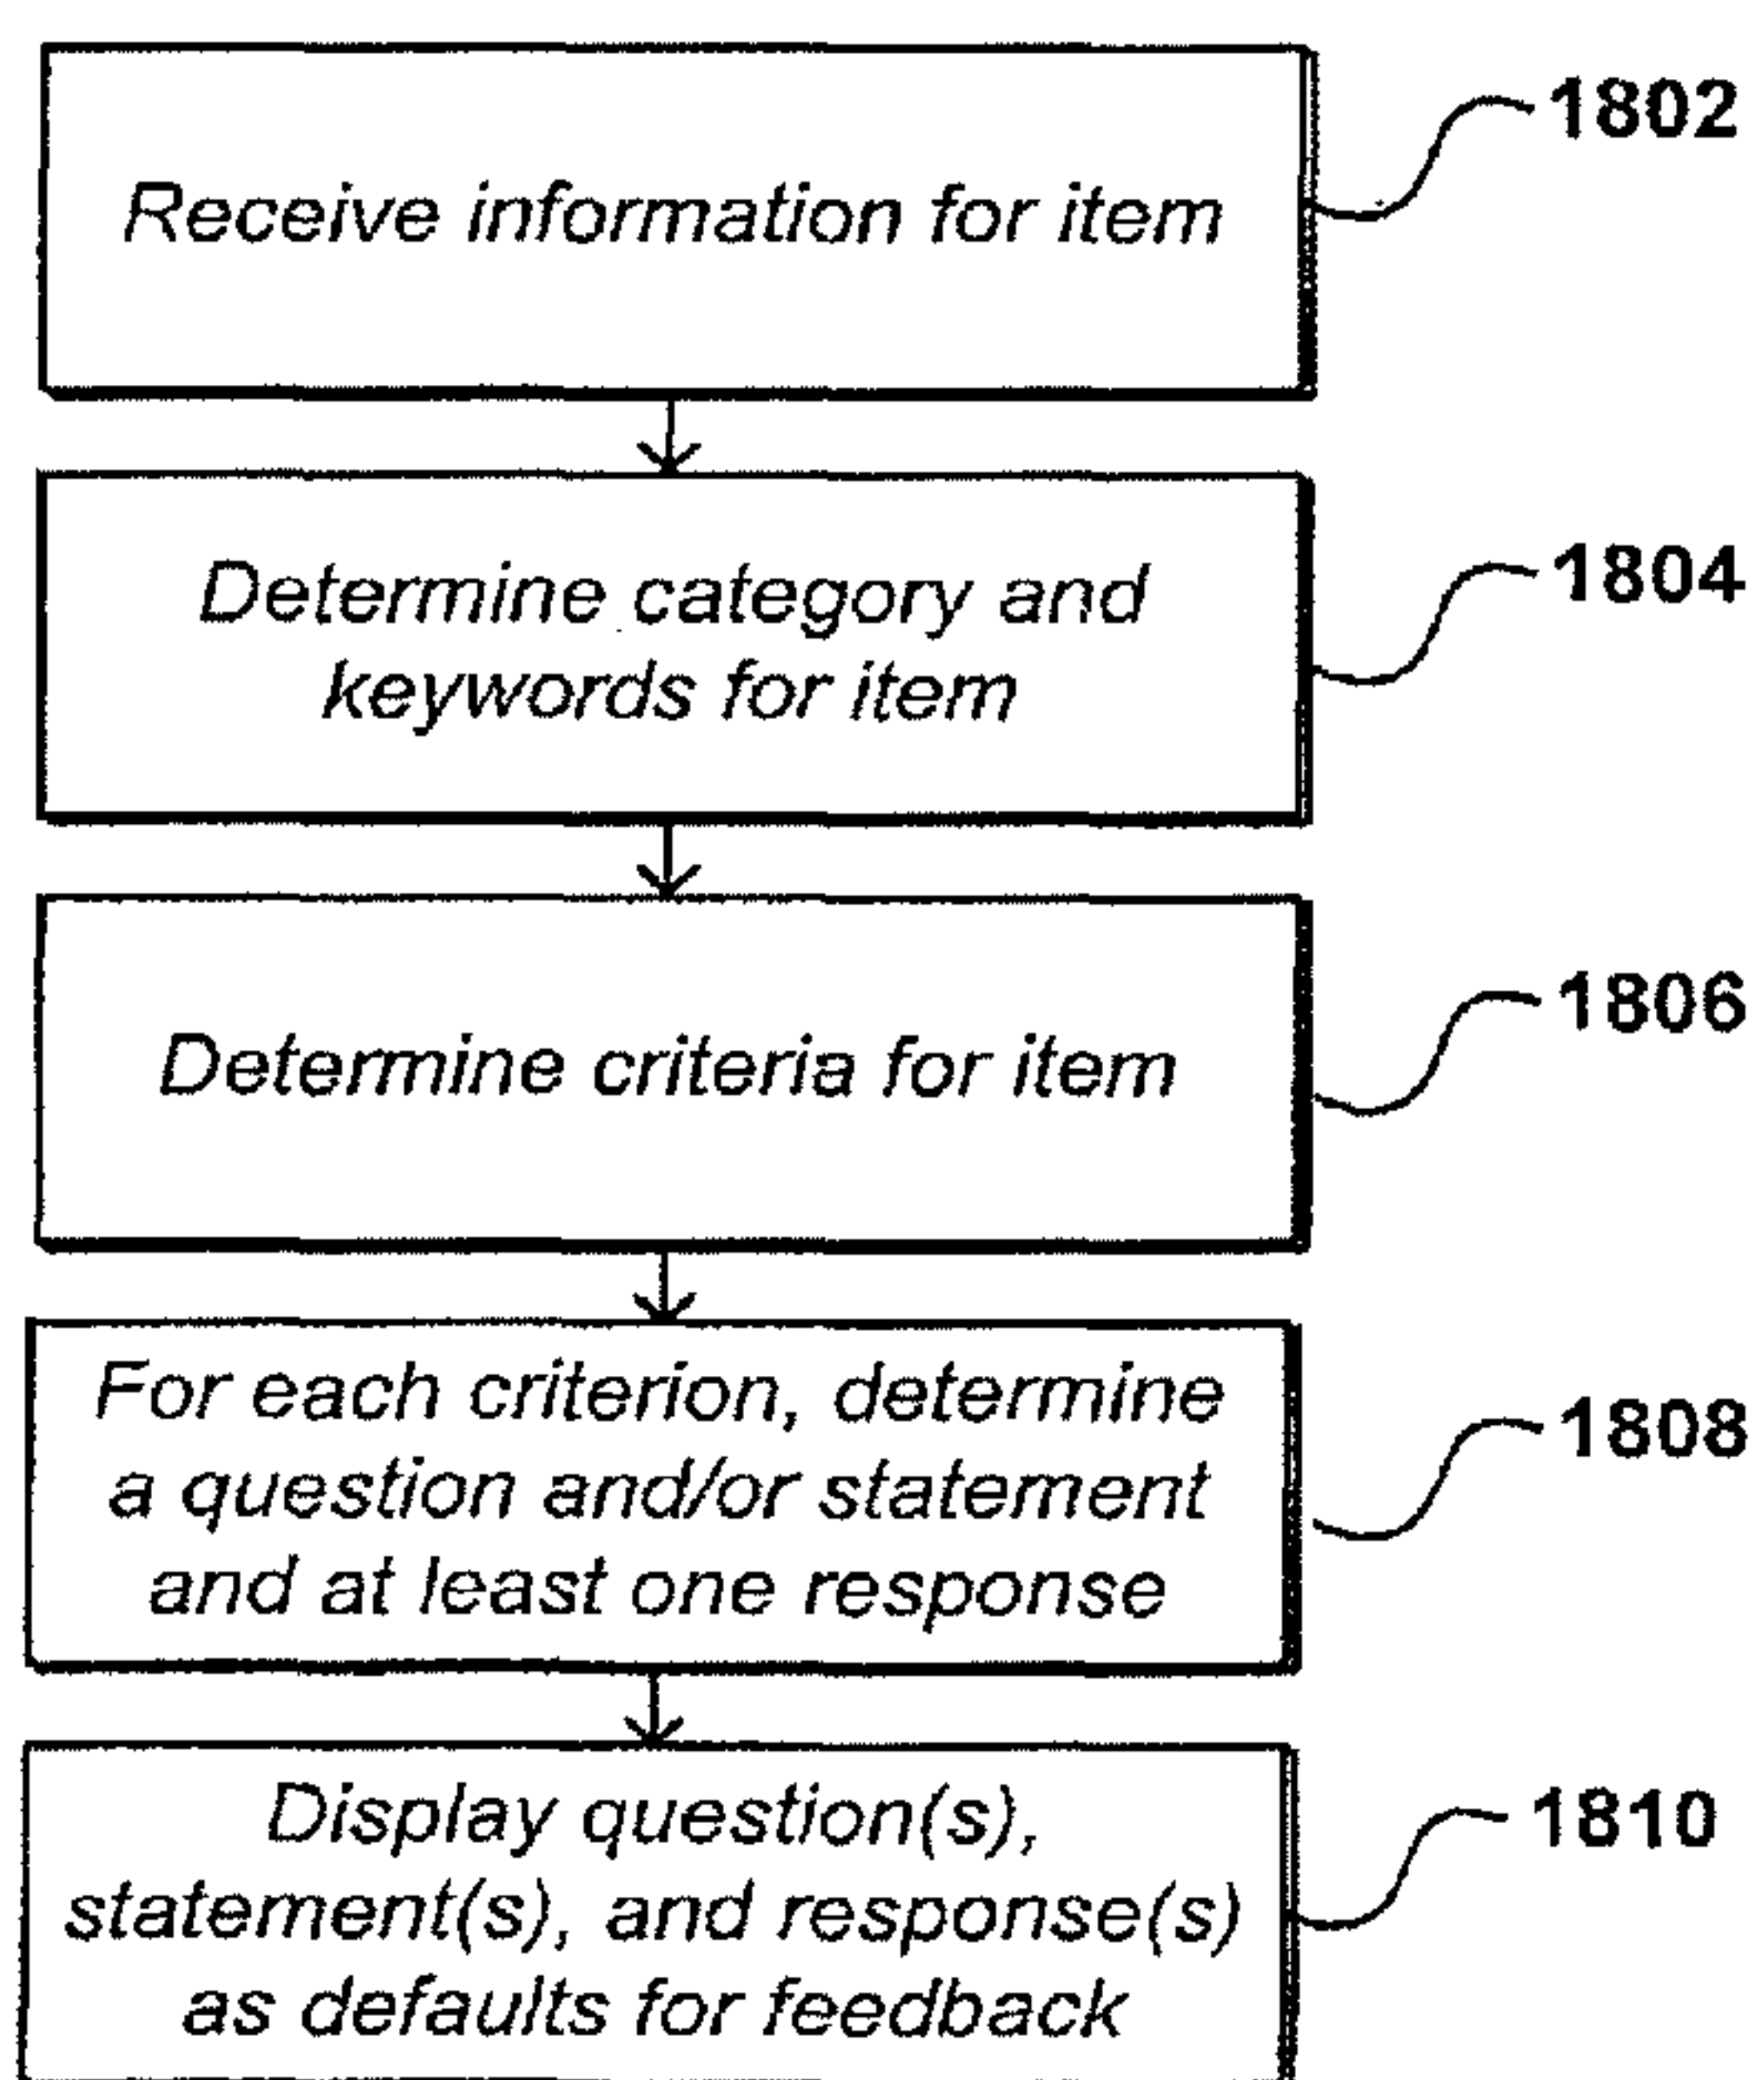 Receive information for item
1802
Determine category and
keywords for item
1804
Determine criteria for item
1806
For each criterion, determine
a question and/or statement
and at least one response
1808
Display question(s),
statement(s), and response(s)
as defaults for feedback
1810